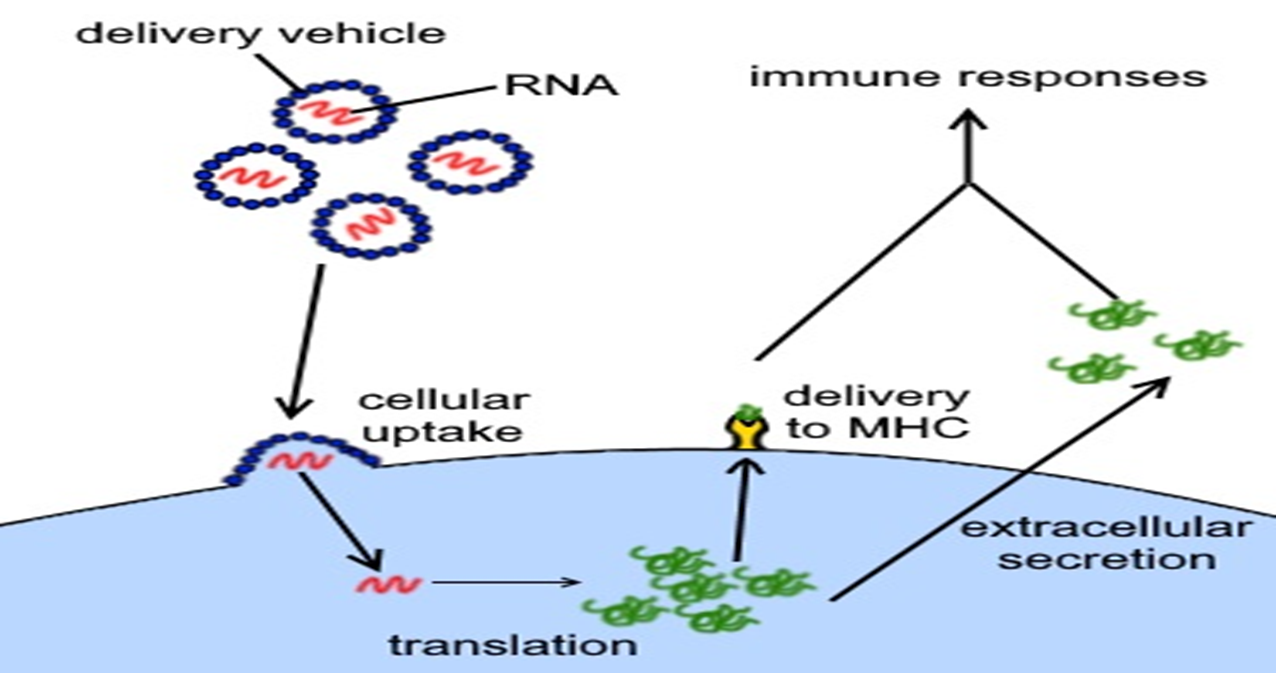 delivery vehicle
RNA
immune responses
cellular
uptake
delivery
to MHC
extracellular
secretion
translation